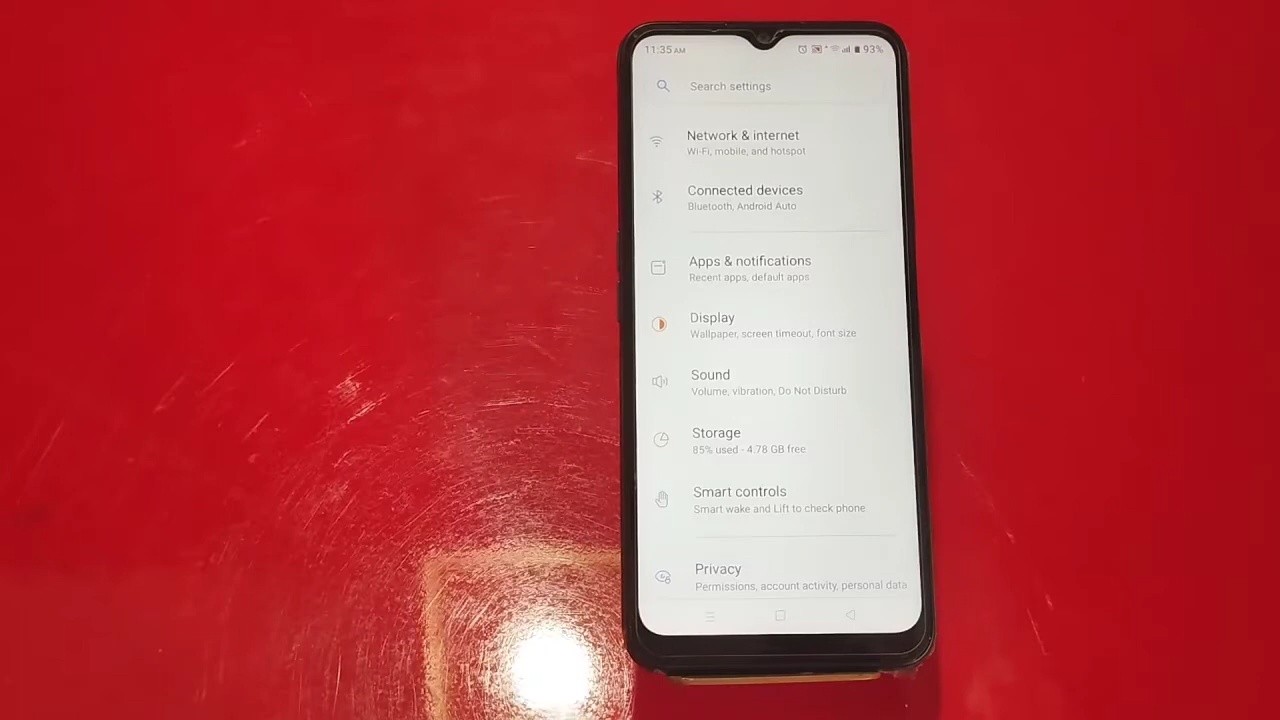 11:35 AM 93%
Search settings
Network & internet
Wi-Fi, mobile, and hotspot
Connected devices
Bluetooth, Android Auto
Apps & notifications
Recent apps, default apps
Display
Wallpaper, screen timeout, font size
Sound
Volume, vibration, Do Not Disturb
Storage
85% used - 4.78 GB free
Smart controls
Smart wake and Lift to check phone
Privacy
Permissions, account activity, personal data